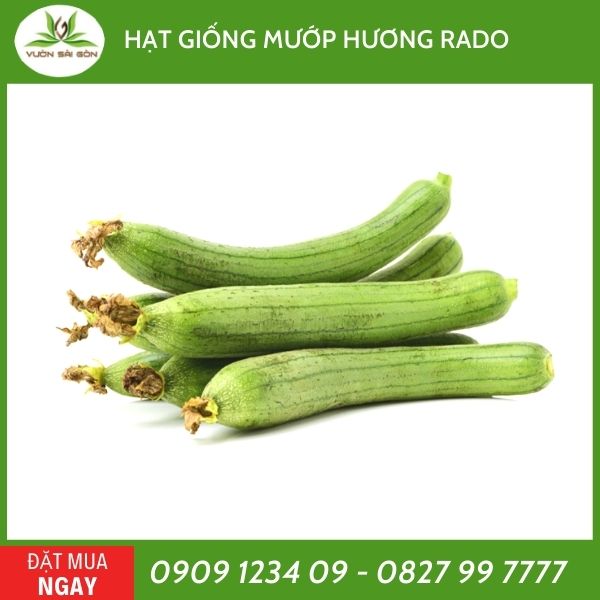 VƯỜN SÀI GÒN
HẠT GIỐNG MƯỚP HƯƠNG RADO
ĐẶT MUA
NGAY
0909 1234 09 - 0827 99 7777